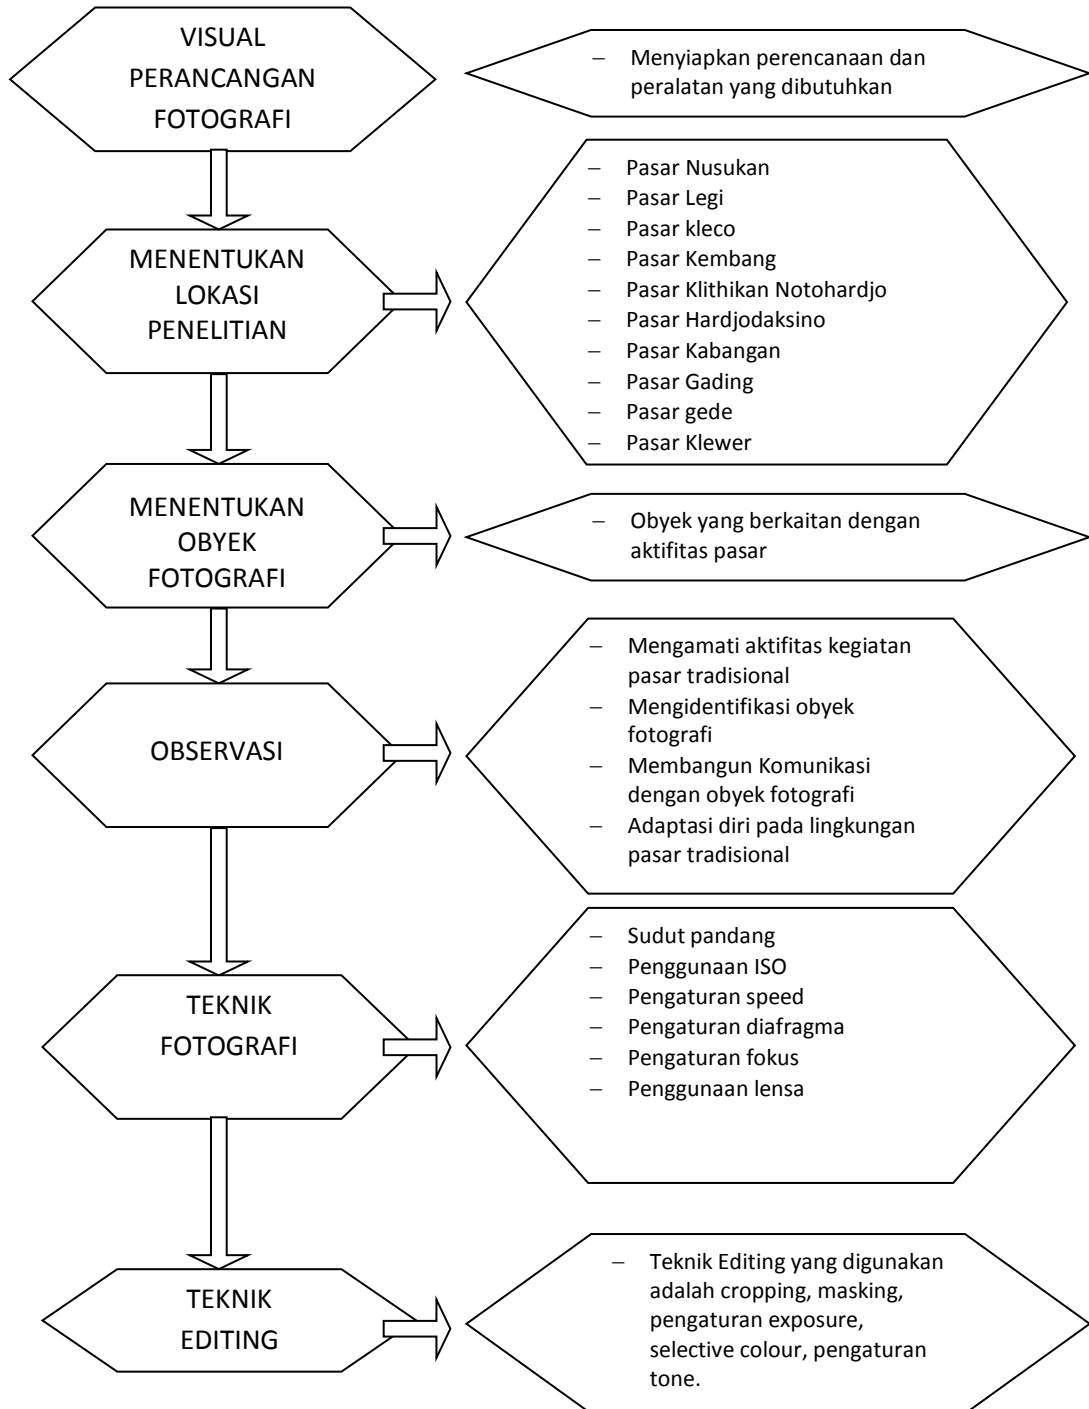 VISUAL
PERANCANGAN
FOTOGRAFI
– Menyiapkan perencanaan dan
peralatan yang dibutuhkan
MENENTUKAN
LOKASI
PENELITIAN
– Pasar Nusukan
– Pasar Legi
– Pasar kleco
– Pasar Kembang
– Pasar Klithikan Notohardjo
– Pasar Hardjodaksino
– Pasar Kabangan
– Pasar Gading
– Pasar gede
– Pasar Klewer
MENENTUKAN
OBYEK
FOTOGRAFI
– Obyek yang berkaitan dengan
aktifitas pasar
OBSERVASI
– Mengamati aktifitas kegiatan
pasar tradisional
– Mengidentifikasi obyek
fotografi
– Membangun Komunikasi
dengan obyek fotografi
– Adaptasi diri pada lingkungan
pasar tradisional
TEKNIK
FOTOGRAFI
– Sudut pandang
– Penggunaan ISO
– Pengaturan speed
– Pengaturan diafragma
– Pengaturan fokus
– Penggunaan lensa
TEKNIK
EDITING
– Teknik Editing yang digunakan
adalah cropping, masking,
pengaturan exposure,
selective colour, pengaturan
tone.